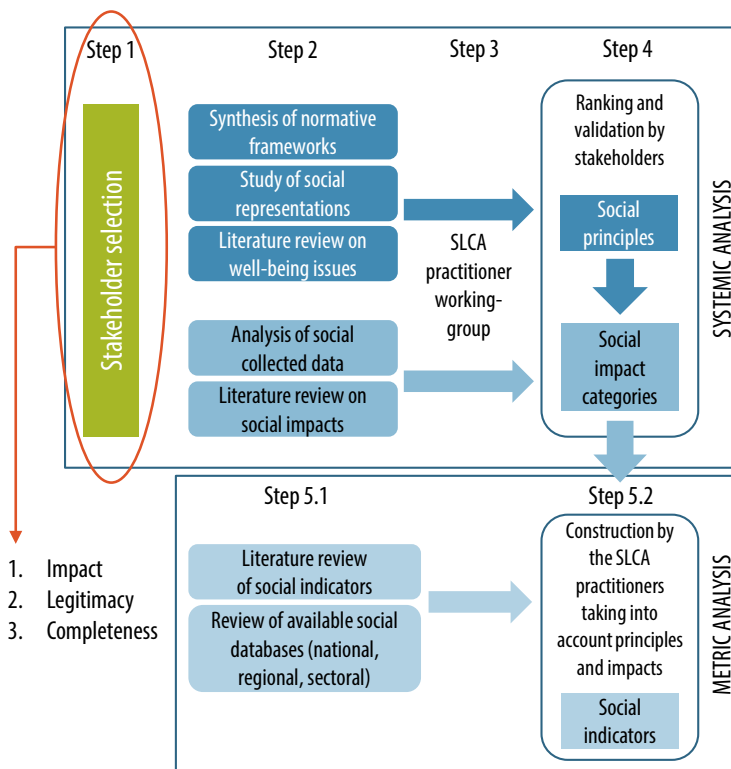 Step 1
Step 2
Step 3
Step 4
Stakeholder selection
Synthesis of normative
frameworks
Study of social
representations
Literature review on
well-being issues
Analysis of social
collected data
Literature review on
social impacts
SLCA
practitioner
working-
group
Ranking and
validation by
stakeholders
Social
principles
Social
impact
categories
SYSTEMIC ANALYSIS
1. Impact
2. Legitimacy
3. Completeness
Step 5.1
Step 5.2
Literature review
of social indicators
Review of available social
databases (national,
regional, sectoral)
Construction by
the SLCA
practitioners
taking into
account principles
and impacts
Social
indicators
METRIC ANALYSIS